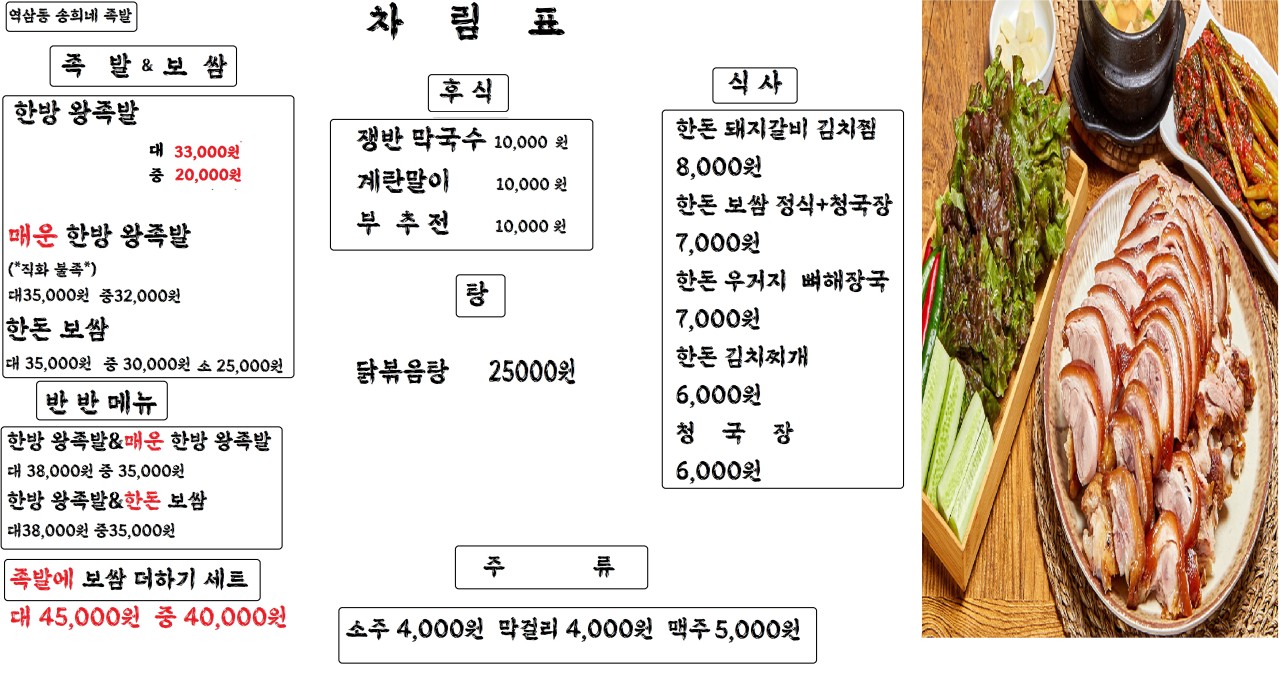 역삼동 송희네 족발
차 림 표
족 발 & 보 쌈
한방 왕족발
대 33,000원
중 20,000원
매운 한방 왕족발
(*직화 불족*)
대35,000원 중32,000원
한돈 보쌈
대 35,000원 중 30,000원 소 25,000원
반 반 메뉴
한방 왕족발&매운 한방 왕족발
대 38,000원 중 35,000원
한방 왕족발&한돈 보쌈
대38,000원 중35,000원
족발에 보쌈 더하기 세트
대 45,000원 중 40,000원
후 식
쟁반 막국수 10,000 원
계란말이 10,000 원
부 추 전 10,000 원
탕
닭볶음탕 25000원
식 사
한돈 돼지갈비 김치찜
8,000원
한돈 보쌈 정식+청국장
7,000원
한돈 우거지 뼈해장국
7,000원
한돈 김치찌개
6,000원
청 국 장
6,000원
주 류
소주 4,000원 막걸리 4,000원 맥주 5,000원